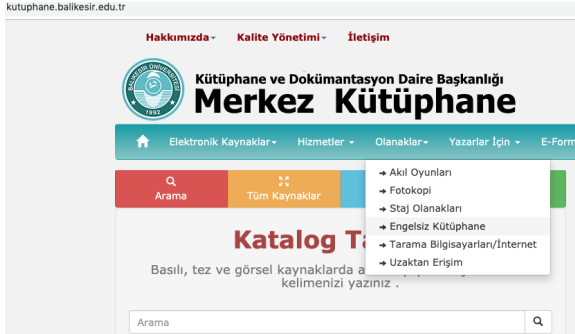 kutuphane.balikesir.edu.tr
Hakkımızda Kalite Yönetimi İletişim
Kütüphane ve Dokümantasyon Daire Başkanlığı
Merkez Kütüphane
1992
Elektronik Kaynaklar Hizmetler Olanaklar Yazarlar İçin E-Form
Akıl Oyunları
Fotokopi
Staj Olanakları
Engelsiz Kütüphane
Tarama Bilgisayarları/İnternet
Uzaktan Erişim
Arama Tüm Kaynaklar
Katalog
Basılı, tez ve görsel kaynaklarda
kelimenizi yazınız .
Arama